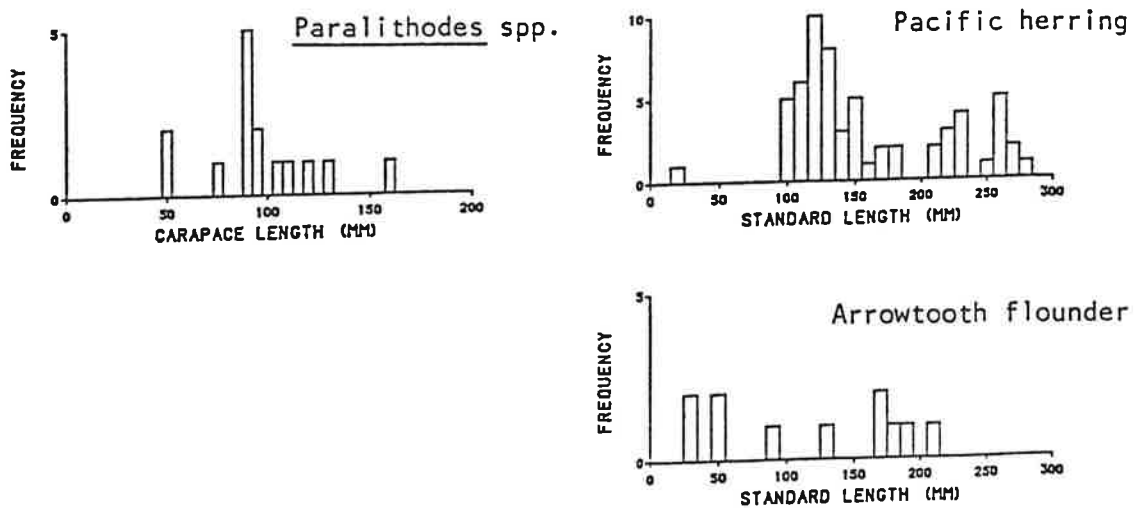 Paralithodes spp.
5
FREQUENCY
0
0 50 100 150 200
CARAPACE LENGTH (MM)
Pacific herring
10
5
FREQUENCY
0
0 50 100 150 200 250 300
STANDARD LENGTH (MM)
Arrowtooth flounder
5
FREQUENCY
0
0 50 100 150 200 250 300
STANDARD LENGTH (MM)